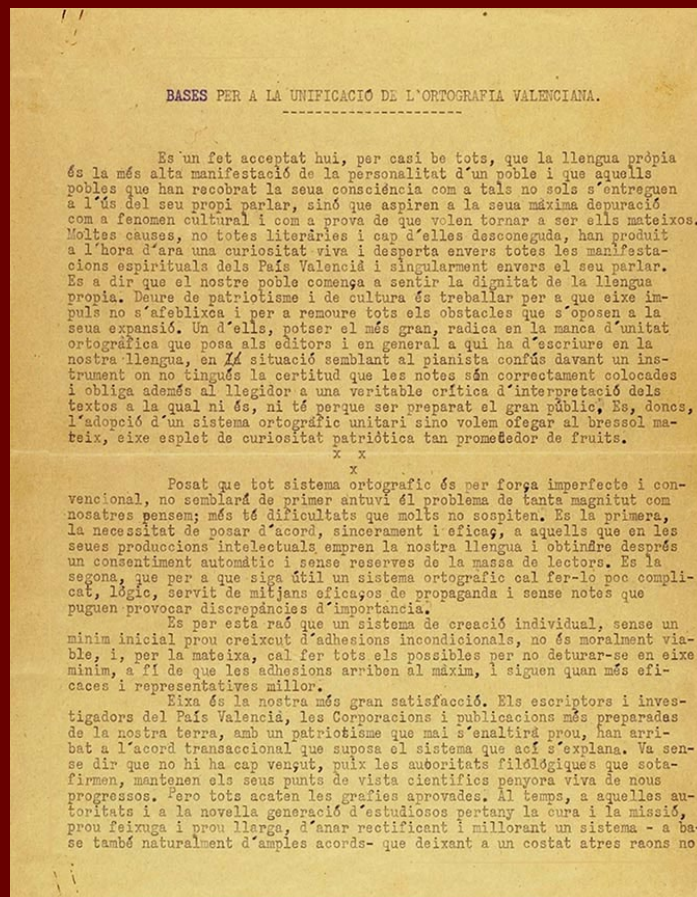 BASES PER A LA UNIFICACIÓ DE L'ORTOGRAFIA VALENCIANA.
Es un fet acceptat hui, per casi be tots, que la llengua pròpia
és la més alta manifestació de la personalitat d'un poble i que aquells
pobles que han recobrat la seua consciéncia com a tals no sols s'entreguen
a l'ús del seu propi parlar, sinó que aspiren a la seua máxima depuració
com a fenomen cultural i com a prova de que volen tornar a ser ells mateixos.
Moltes causes, no totes literáries i cap d'elles desconeguda, han produit
a l'hora d'ara una curiositat viva i desperta envers totes les manifesta-
cions espirituals dels País Valenciá i singularment envers el seu parlar.
Es a dir que el nostre poble comença a sentir la dignitat de la llengua
propia. Deure de patriotisme i de cultura és treballar per a que eixe im-
puls no s'afeblixca i per a remoure tots els obstacles que s'oposen a la
seua expansió. Un d'ells, potser el més gran, radica en la manca d'unitat
ortográfica que posa als editors i en general a qui ha d'escriure en la
nostra llengua, en situació semblant al pianista confús davant un ins-
trument on no tingués la certitud que les notes són correctament colocades
i obliga además al llegidor a una veritable crítica d'interpretació dels
textos a la qual ni és, ni té perque ser preparat el gran públic. Es, doncs,
l'adopció d'un sistema ortográfic unitari sino volem ofegar al bressol ma-
teix, eixe esplet de curiositat patriótica tan prometedor de fruits.
x x
x
Posat que tot sistema ortografic és per força imperfecte i con-
vencional, no semblará de primer antuvi él problema de tanta magnitut com
nosatres pensem; més té dificultats que molts no sospiten. Es la primera,
la necessitat de posar d'acord, sincerament i eficaç, a aquells que en les
seues produccions intelectuals empren la nostra llengua i obtindre després
un consentiment automátic i sense reserves de la massa de lectors. Es la
segona, que per a que siga útil un sistema ortográfic cal fer-lo poc compli-
cat, lógic, servit de mitjans eficaços de propaganda i sense notes que
puguen provocar discrepáncies d'importáncia.
Es per esta raó que un sistema de creació individual, sense un
minim inicial prou creixcut d'adhesions incondicionals, no és moralment via-
ble, i, per la mateixa, cal fer tots els possibles per no deturar-se en eixe
minim, a fí de que les adhesions arriben al máxim, i siguen quan més efi-
caces i representatives millor.
Eixa és la nostra més gran satisfacció. Els escriptors i inves-
tigadors del País Valenciá, les Corporacions i publicacions més preparades
de la nostra terra, amb un patriotisme que mai s'enaltirá prou, han arri-
bat a l'acord transaccional que suposa el sistema que ací s'explana. Va sen-
se dir que no hi ha cap vençut, puix les autoritats filológiques que sota-
firmen, mantenen els seus punts de vista cientifics penyora viva de nous
progressos. Pero tots acaten les grafies aprovades. Al temps, a aquelles au-
toritats i a la novella generació d'estudiosos pertany la cura i la missió,
prou feixuga i prou llarga, d'anar rectificant i millorant un sistema - a ba-
se també naturalment d'amples acords- que deixant a un costat atres raons no